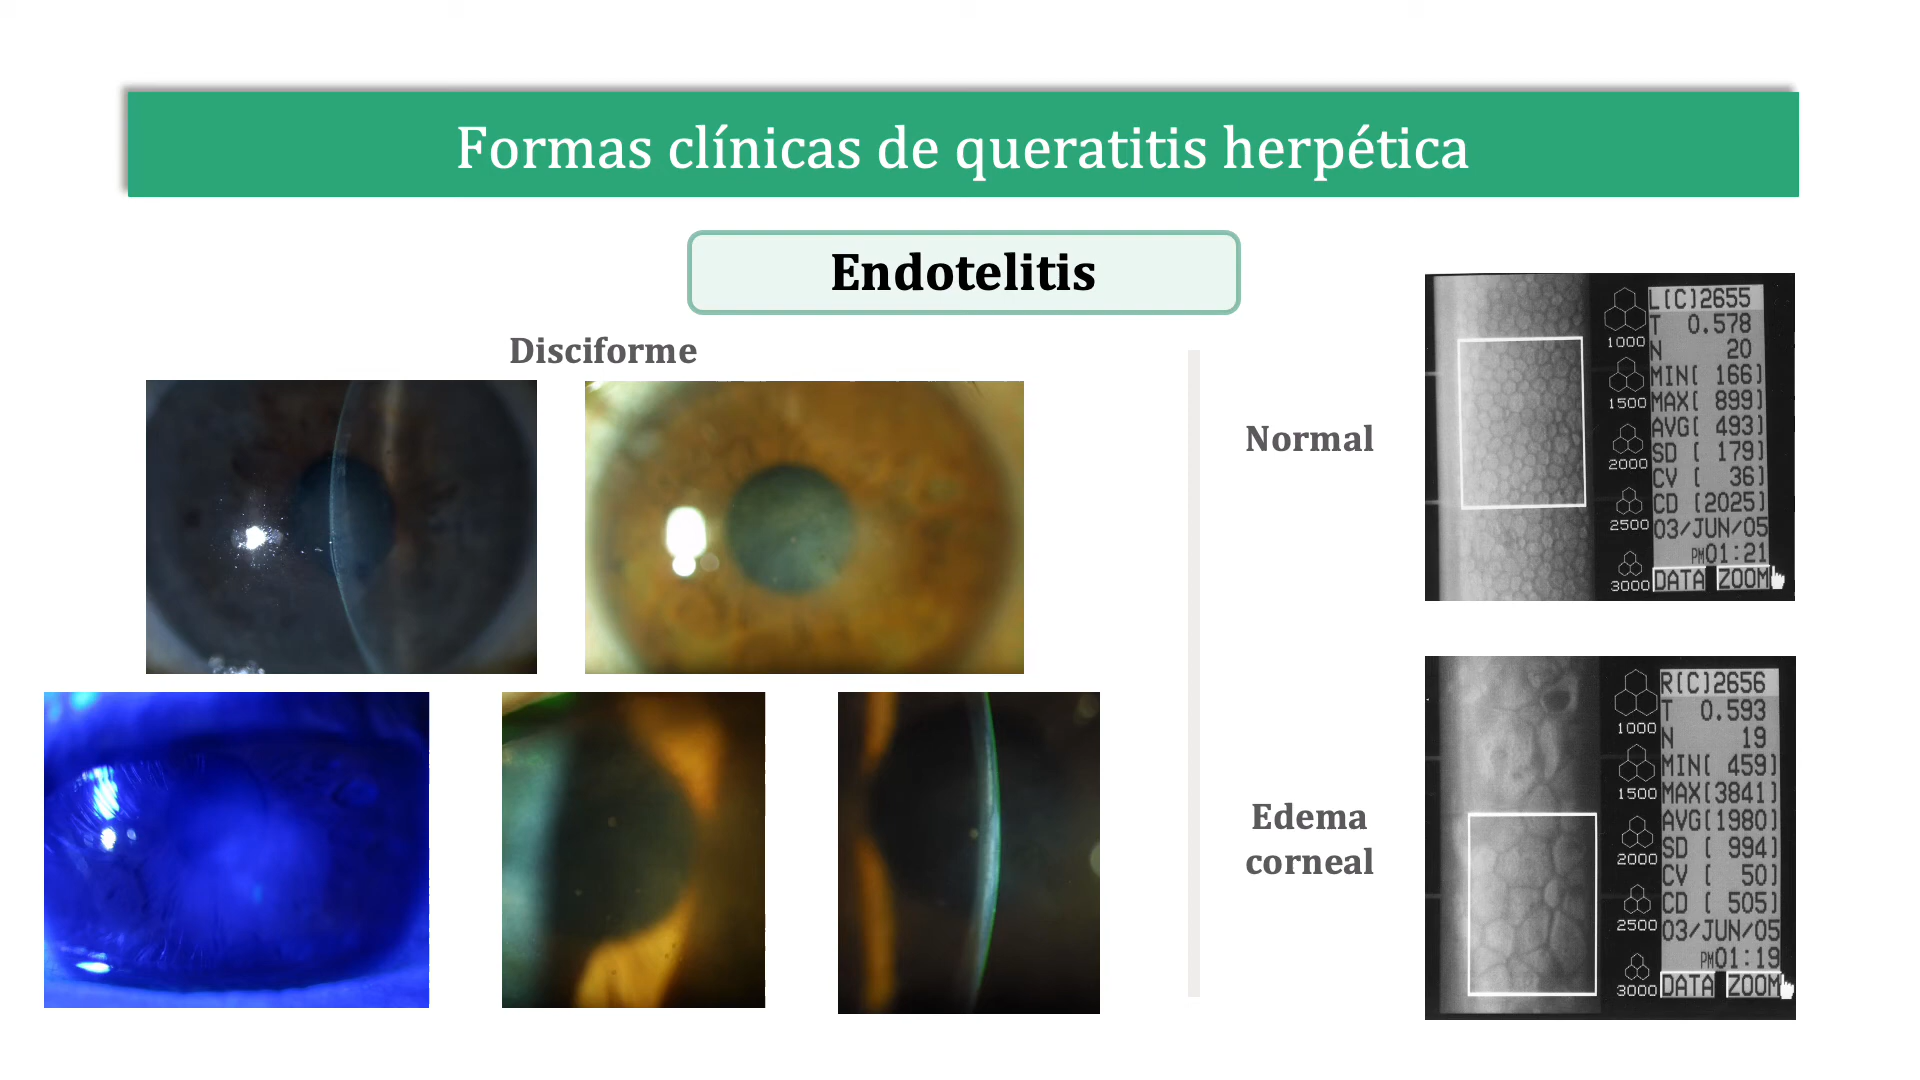 Formas clínicas de queratitis herpética
Endotelitis
Disciforme
Normal
1000
1500
2000
2500
3000
L[C]2655
T 0.578
N 20
MIN[ 166]
MAX[ 899]
AVG[ 493]
SD [ 179]
CV [ 36]
CD [2025]
03/JUN/05
PM01:21
DATA ZOOM
Edema
corneal
1000
1500
2000
2500
3000
R[C]2656
T 0.593
N 19
MIN[ 459]
MAX[3841]
AVG[1980]
SD [ 994]
CV [ 50]
CD [ 505]
03/JUN/05
PM01:19
DATA ZOOM